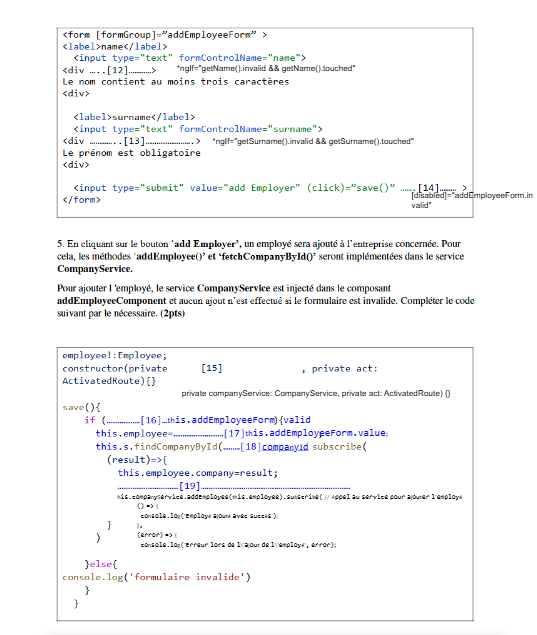 <form [formGroup]="addEmployeeForm" >
<label>name</label>
<input type="text" formControlName="name">
<div …..[12]…………> *ngIf="getName().invalid && getName().touched"
Le nom contient au moins trois caractères
<div>
<label>surname</label>
<input type="text" formControlName="surname">
<div …………..[13]……………………> *ngIf="getSurname().invalid && getSurname().touched"
Le prénom est obligatoire
<div>
<input type="submit" value="add Employer" (click)="save()" ……[14]……… >
[disabled]="addEmployeeForm.in
valid"
</form>
5. En cliquant sur le bouton 'add Employer', un employé sera ajouté à l'entreprise concernée. Pour
cela, les méthodes 'addEmployee()' et 'fetchCompanyById()' seront implémentées dans le service
CompanyService.
Pour ajouter l 'employé, le service CompanyService est injecté dans le composant
addEmployeeComponent et aucun ajout n'est effectué si le formulaire est invalide. Compléter le code
suivant par le nécessaire. (2pts)
employee!:Employee;
constructor(private [15] , private act:
ActivatedRoute){}
private companyService: CompanyService, private act: ActivatedRoute) {}
save(){
if (…………[16]…this.addEmployeeForm){valid
this.employee=………………[17]this.addEmployeeForm.value;
this.s.findCompanyById(……[18]companyid subscribe(
(result)=>{
this.employee.company=result;
……………………[19]……………………………………………
his.companyService.addEmployee(this.employee).subscribe( // Appel au service pour ajouter l'employé
() => {
console.log('Employé ajouté avec succès');
} },
) (error) => {
console.log('Erreur lors de l\'ajout de l\'employé', error);
}else{
console.log('formulaire invalide')
}
}